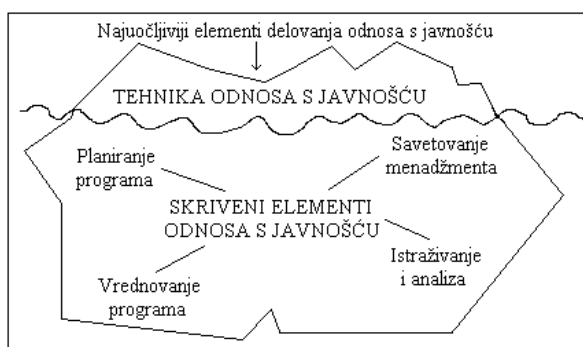 Najuočljiviji elementi delovanja odnosa s javnošću
TEHNIKA ODNOSA S JAVNOŠĆU
Planiranje
programa
Savetovanje
menadžmenta
SKRIVENI ELEMENTI
ODNOSA S JAVNOŠĆU
Vrednovanje
programa
Istraživanje
i analiza